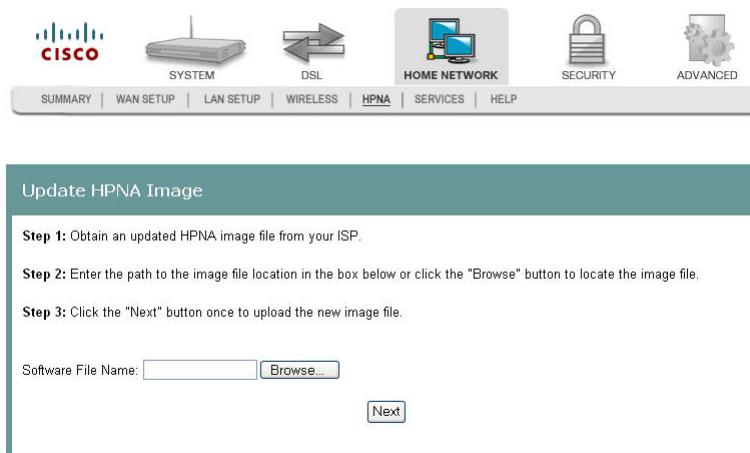 CISCO
SYSTEM
DSL
HOME NETWORK
SECURITY
ADVANCED
SUMMARY | WAN SETUP | LAN SETUP | WIRELESS | HPNA | SERVICES | HELP
Update HPNA Image
Step 1: Obtain an updated HPNA image file from your ISP.
Step 2: Enter the path to the image file location in the box below or click the "Browse" button to locate the image file.
Step 3: Click the "Next" button once to upload the new image file.
Software File Name: Browse...
Next